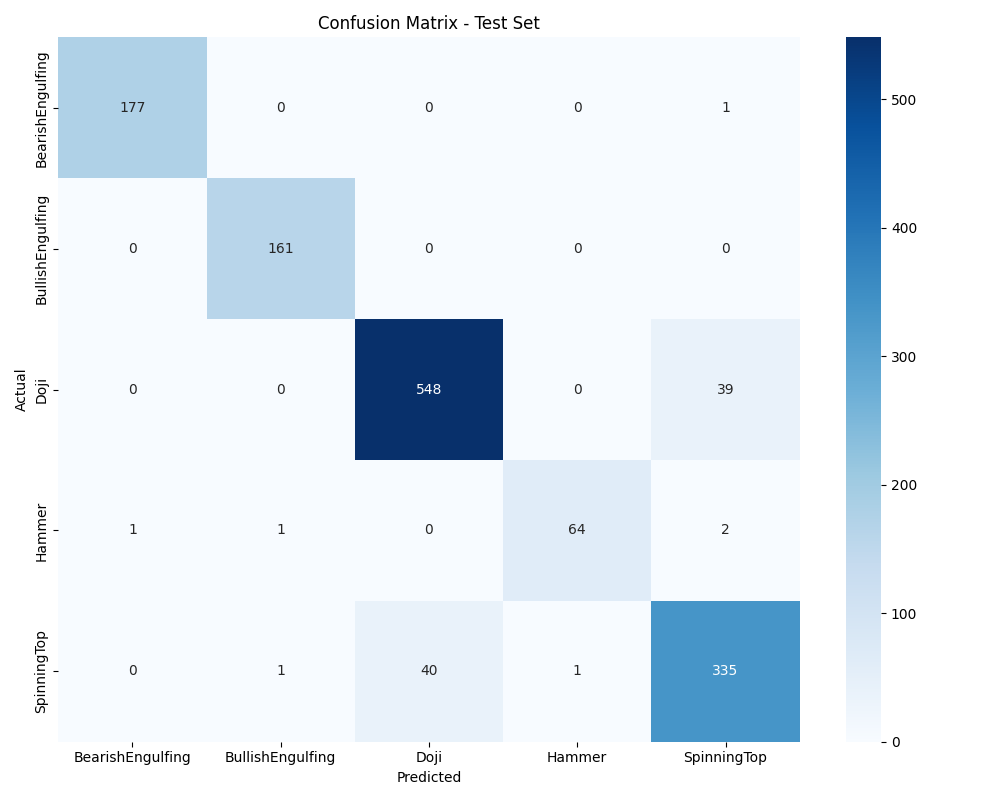 Confusion Matrix - Test Set
BearishEngulfing
177 0 0 0 1
BullishEngulfing
0 161 0 0 0
Doji
0 0 548 0 39
Hammer
1 1 0 64 2
SpinningTop
0 1 40 1 335
Actual
BearishEngulfing BullishEngulfing Doji Hammer SpinningTop
Predicted
500
400
300
200
100
0